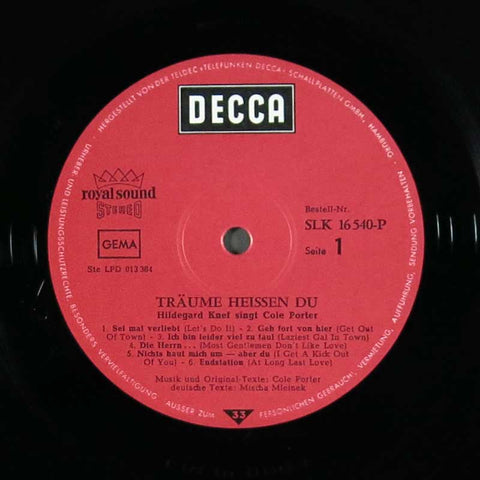 HERGESTELLT VON DER TELDEC »TELEFUNKEN DECCA« SCHALLPLATTEN GMBH, HAMBURG
URHEBER- UND LEISTUNGSSCHUTZRECHTE, BESONDERS VERVIELFÄLTIGUNG
SENDUNG VORBEHALTEN
VERMIETUNG, AUFFÜHRUNG,
DECCA
royal sound
STEREO
GEMA
Ste LPD 013 384
Bestell-Nr.
SLK 16 540-P
Seite 1
TRÄUME HEISSEN DU
Hildegard Knef singt Cole Porter
1. Sei mal verliebt (Let's Do It) - 2. Geh fort von hier (Get Out
Of Town) - 3. Ich bin leider viel zu faul (Laziest Gal In Town)
4. Die Herrn... (Most Gentlemen Don't Like Love)
5. Nichts haut mich um — aber du (I Get A Kick Out
Of You) - 6. Endstation (At Long Last Love)
Musik und Original-Texte: Cole Porter
deutsche Texte: Mischa Mleinek
AUSSER ZUM
33
PERSÖNLICHEN GEBRAUCH,